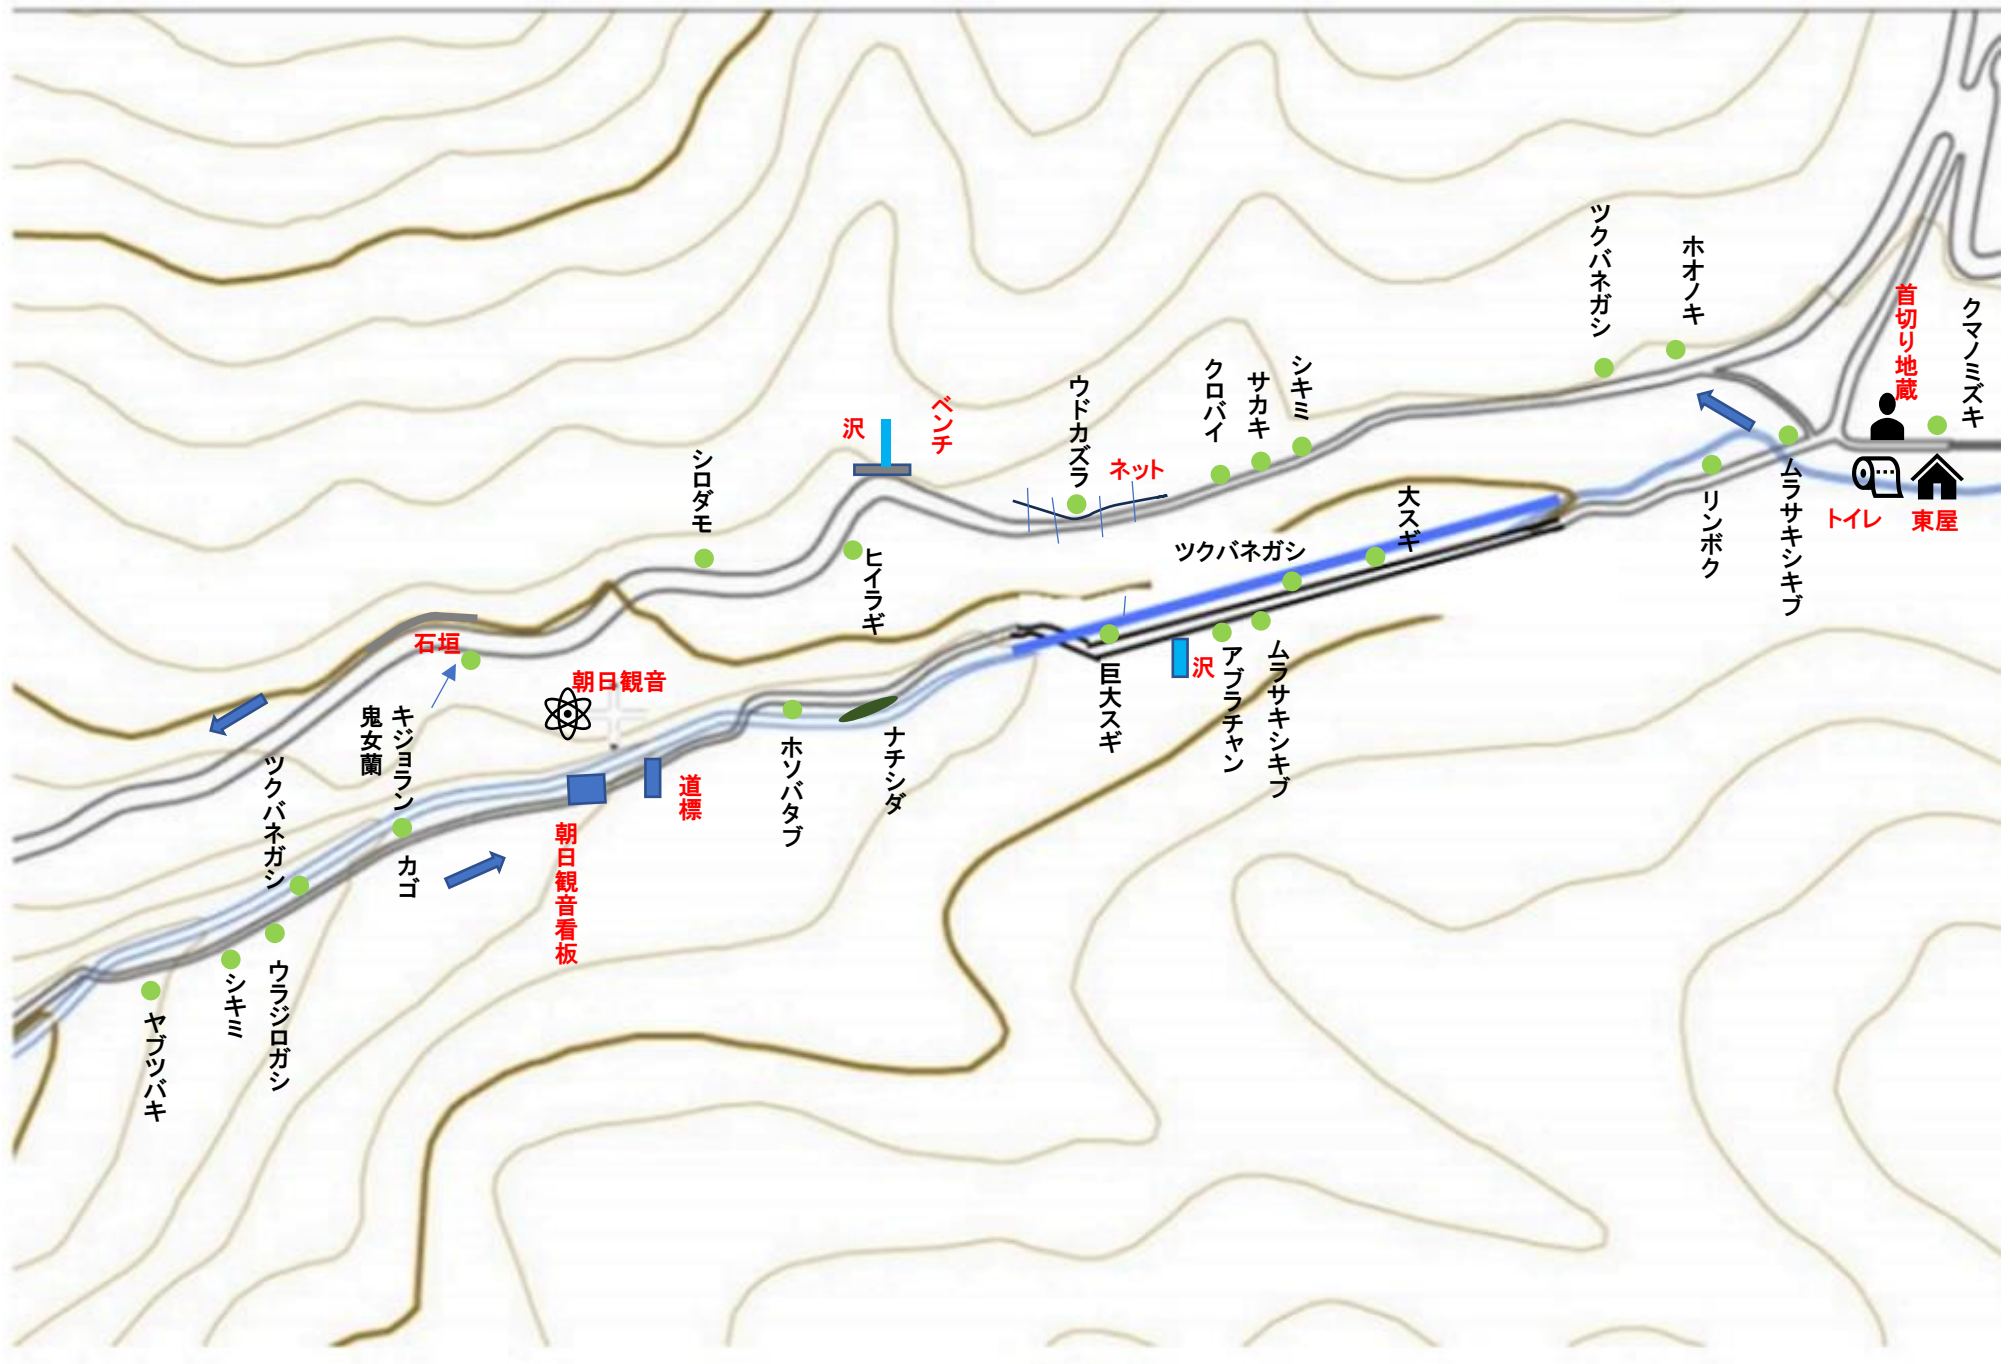 ツクバネガシ
ホオノキ
首切り地蔵
クマノミズキ
クロバイ
サカキ
シキミ
ウドカズラ
ネット
ベンチ
沢
シロダモ
ヒイラギ
大スギ
ツクバネガシ
リンボク
ムラサキシキブ
トイレ
東屋
石垣
朝日観音
沢
巨大スギ
アブラチャン
ムラサキシキブ
キジョラン
鬼女蘭
ツクバネガシ
カゴ
道標
朝日観音看板
ホソバタブ
ナチシダ
ヤブツバキ
シキミ
ウラジロガシ